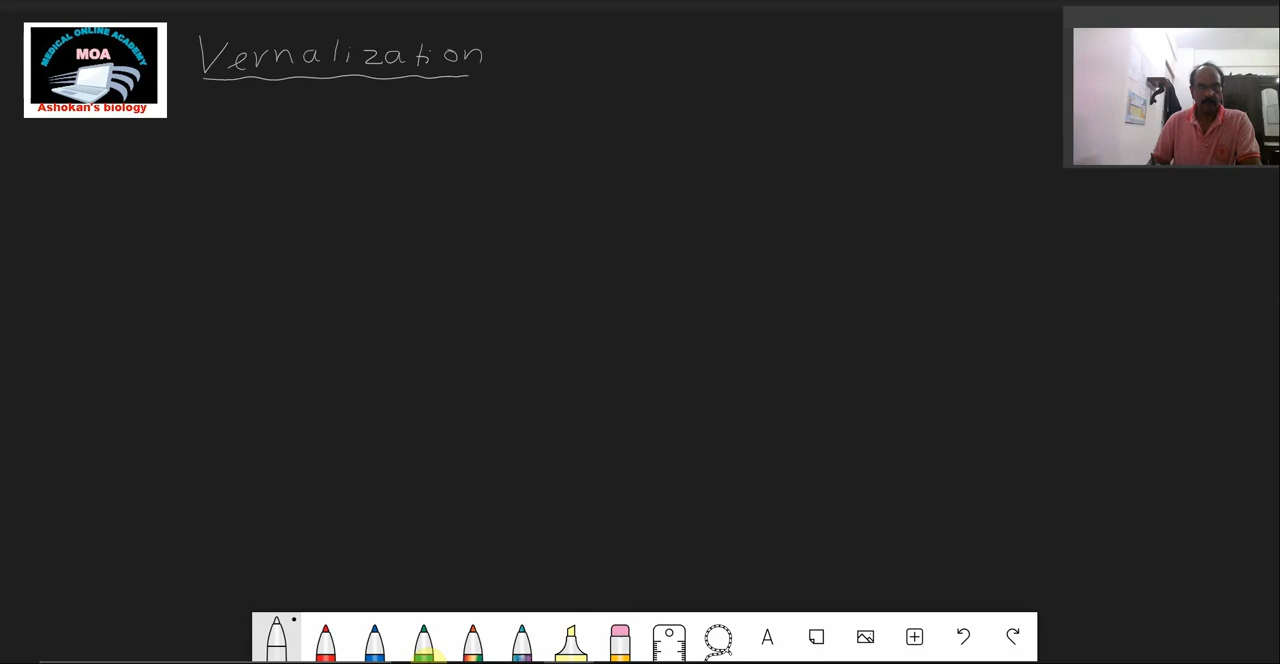 MEDICAL ONLINE ACADEMY
MOA
Ashokan's biology
Vernalization
A